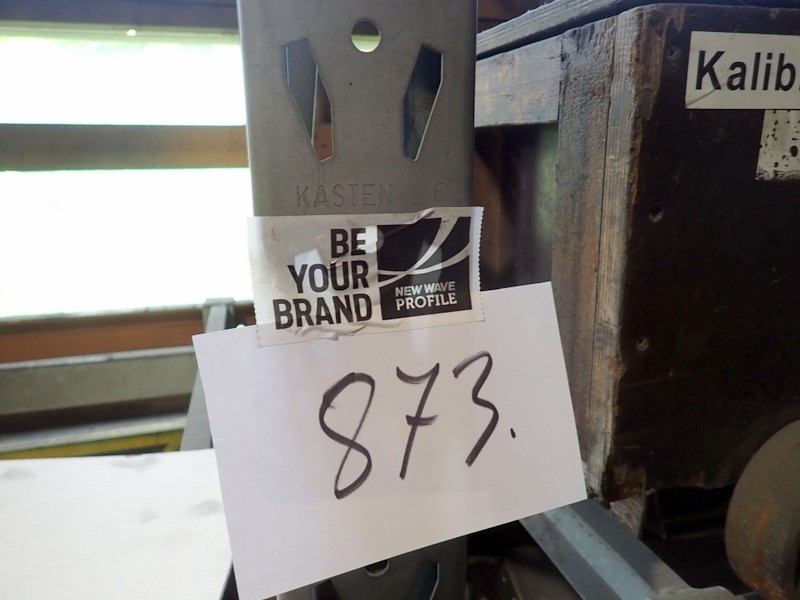 Kalib
KASTEN
BE
YOUR
BRAND
NEW WAVE
PROFILE
873.